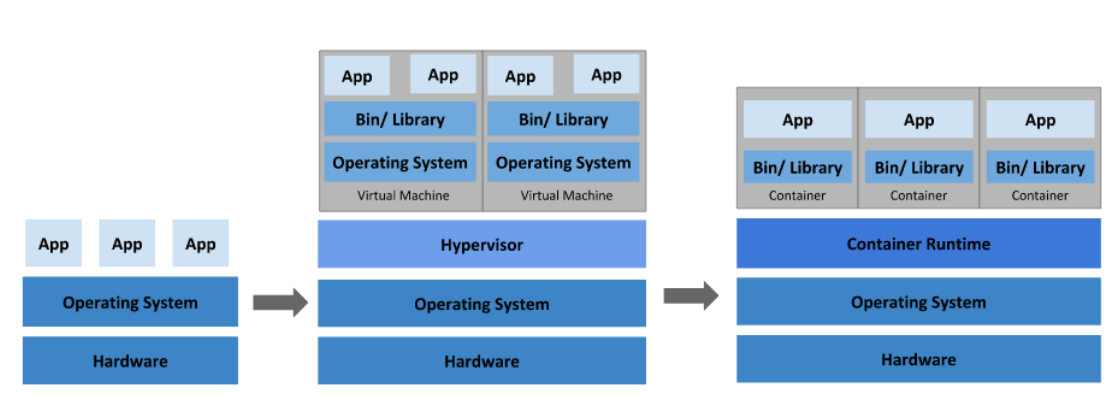 App App App
Operating System
Hardware
App App App App
Bin/ Library Bin/ Library
Operating System Operating System
Virtual Machine Virtual Machine
Hypervisor
Operating System
Hardware
App App App
Bin/ Library Bin/ Library Bin/ Library
Container Container Container
Container Runtime
Operating System
Hardware